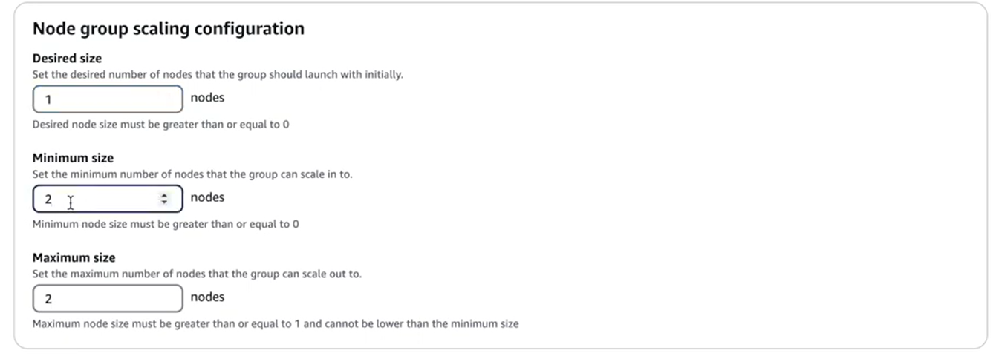 Node group scaling configuration
Desired size
Set the desired number of nodes that the group should launch with initially.
1 nodes
Desired node size must be greater than or equal to 0
Minimum size
Set the minimum number of nodes that the group can scale in to.
2 nodes
Minimum node size must be greater than or equal to 0
Maximum size
Set the maximum number of nodes that the group can scale out to.
2 nodes
Maximum node size must be greater than or equal to 1 and cannot be lower than the minimum size